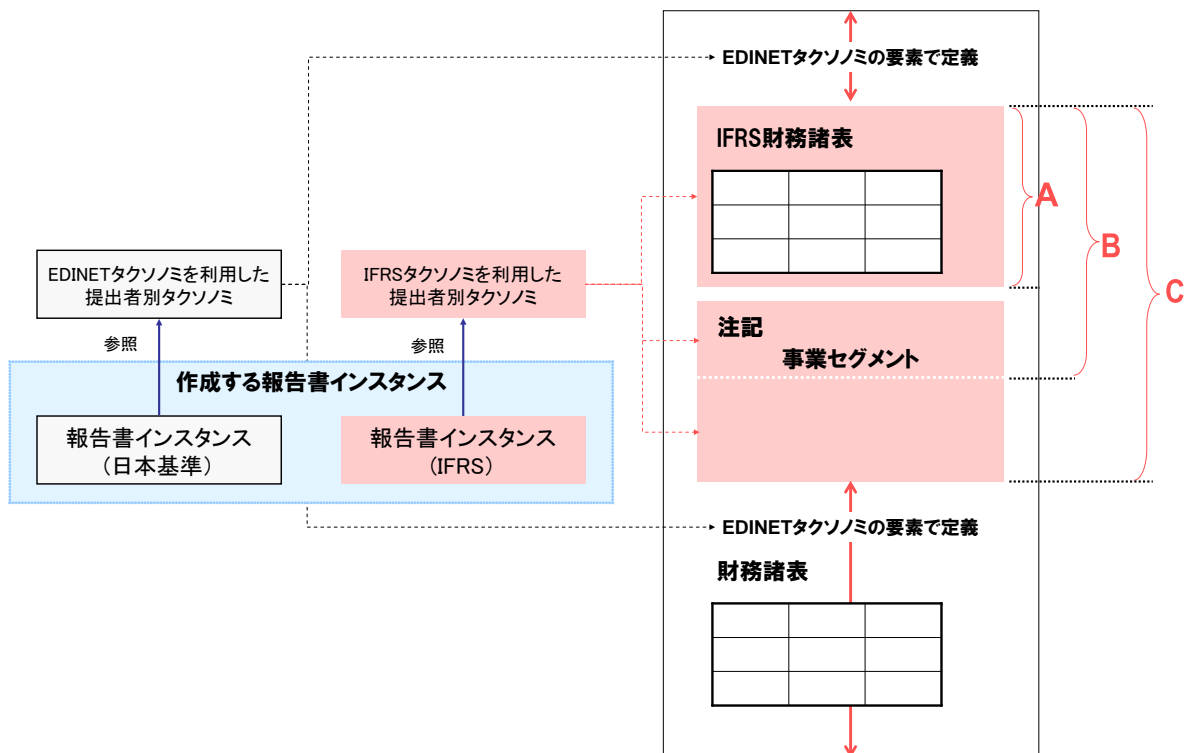 EDINETタクソノミの要素で定義
IFRS財務諸表
A
B
C
EDINETタクソノミを利用した
提出者別タクソノミ
IFRSタクソノミを利用した
提出者別タクソノミ
参照
参照
注記
事業セグメント
作成する報告書インスタンス
報告書インスタンス
（日本基準）
報告書インスタンス
(IFRS)
EDINETタクソノミの要素で定義
財務諸表